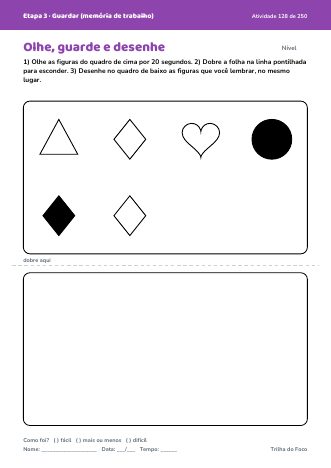 Etapa 3 · Guardar (memória de trabalho)
Atividade 128 de 250
Olhe, guarde e desenhe
Nível
1) Olhe as figuras do quadro de cima por 20 segundos. 2) Dobre a folha na linha pontilhada
para esconder. 3) Desenhe no quadro de baixo as figuras que você lembrar, no mesmo
lugar.
dobre aqui
Como foi? ( ) fácil ( ) mais ou menos ( ) difícil
Nome: ____________________ Data: ___/___ Tempo: ______
Trilha do Foco